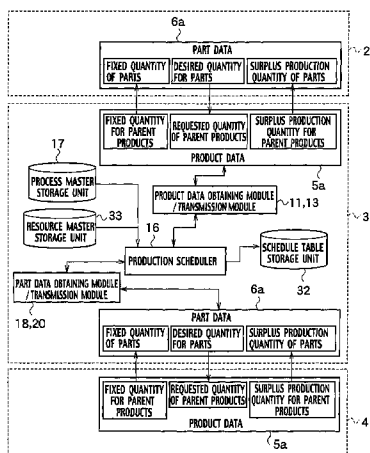 6a
PART DATA
FIXED QUANTITY OF PARTS
DESIRED QUANTITY FOR PARTS
SURPLUS PRODUCTION QUANTITY OF PARTS
2
FIXED QUANTITY FOR PARENT PRODUCTS
REQUESTED QUANTITY OF PARENT PRODUCTS
SURPLUS PRODUCTION QUANTITY FOR PARENT PRODUCTS
PRODUCT DATA
5a
17
PROCESS MASTER STORAGE UNIT
PRODUCT DATA OBTAINING MODULE /TRANSMISSION MODULE
11,13
3
33
RESOURCE MASTER STORAGE UNIT
16
PRODUCTION SCHEDULER
SCHEDULE TABLE STORAGE UNIT
32
PART DATA OBTAINING MODULE /TRANSMISSION MODULE
18,20
6a
PART DATA
FIXED QUANTITY OF PARTS
DESIRED QUANTITY FOR PARTS
SURPLUS PRODUCTION QUANTITY OF PARTS
FIXED QUANTITY FOR PARENT PRODUCTS
REQUESTED QUANTITY OF PARENT PRODUCTS
SURPLUS PRODUCTION QUANTITY FOR PARENT PRODUCTS
PRODUCT DATA
4
5a